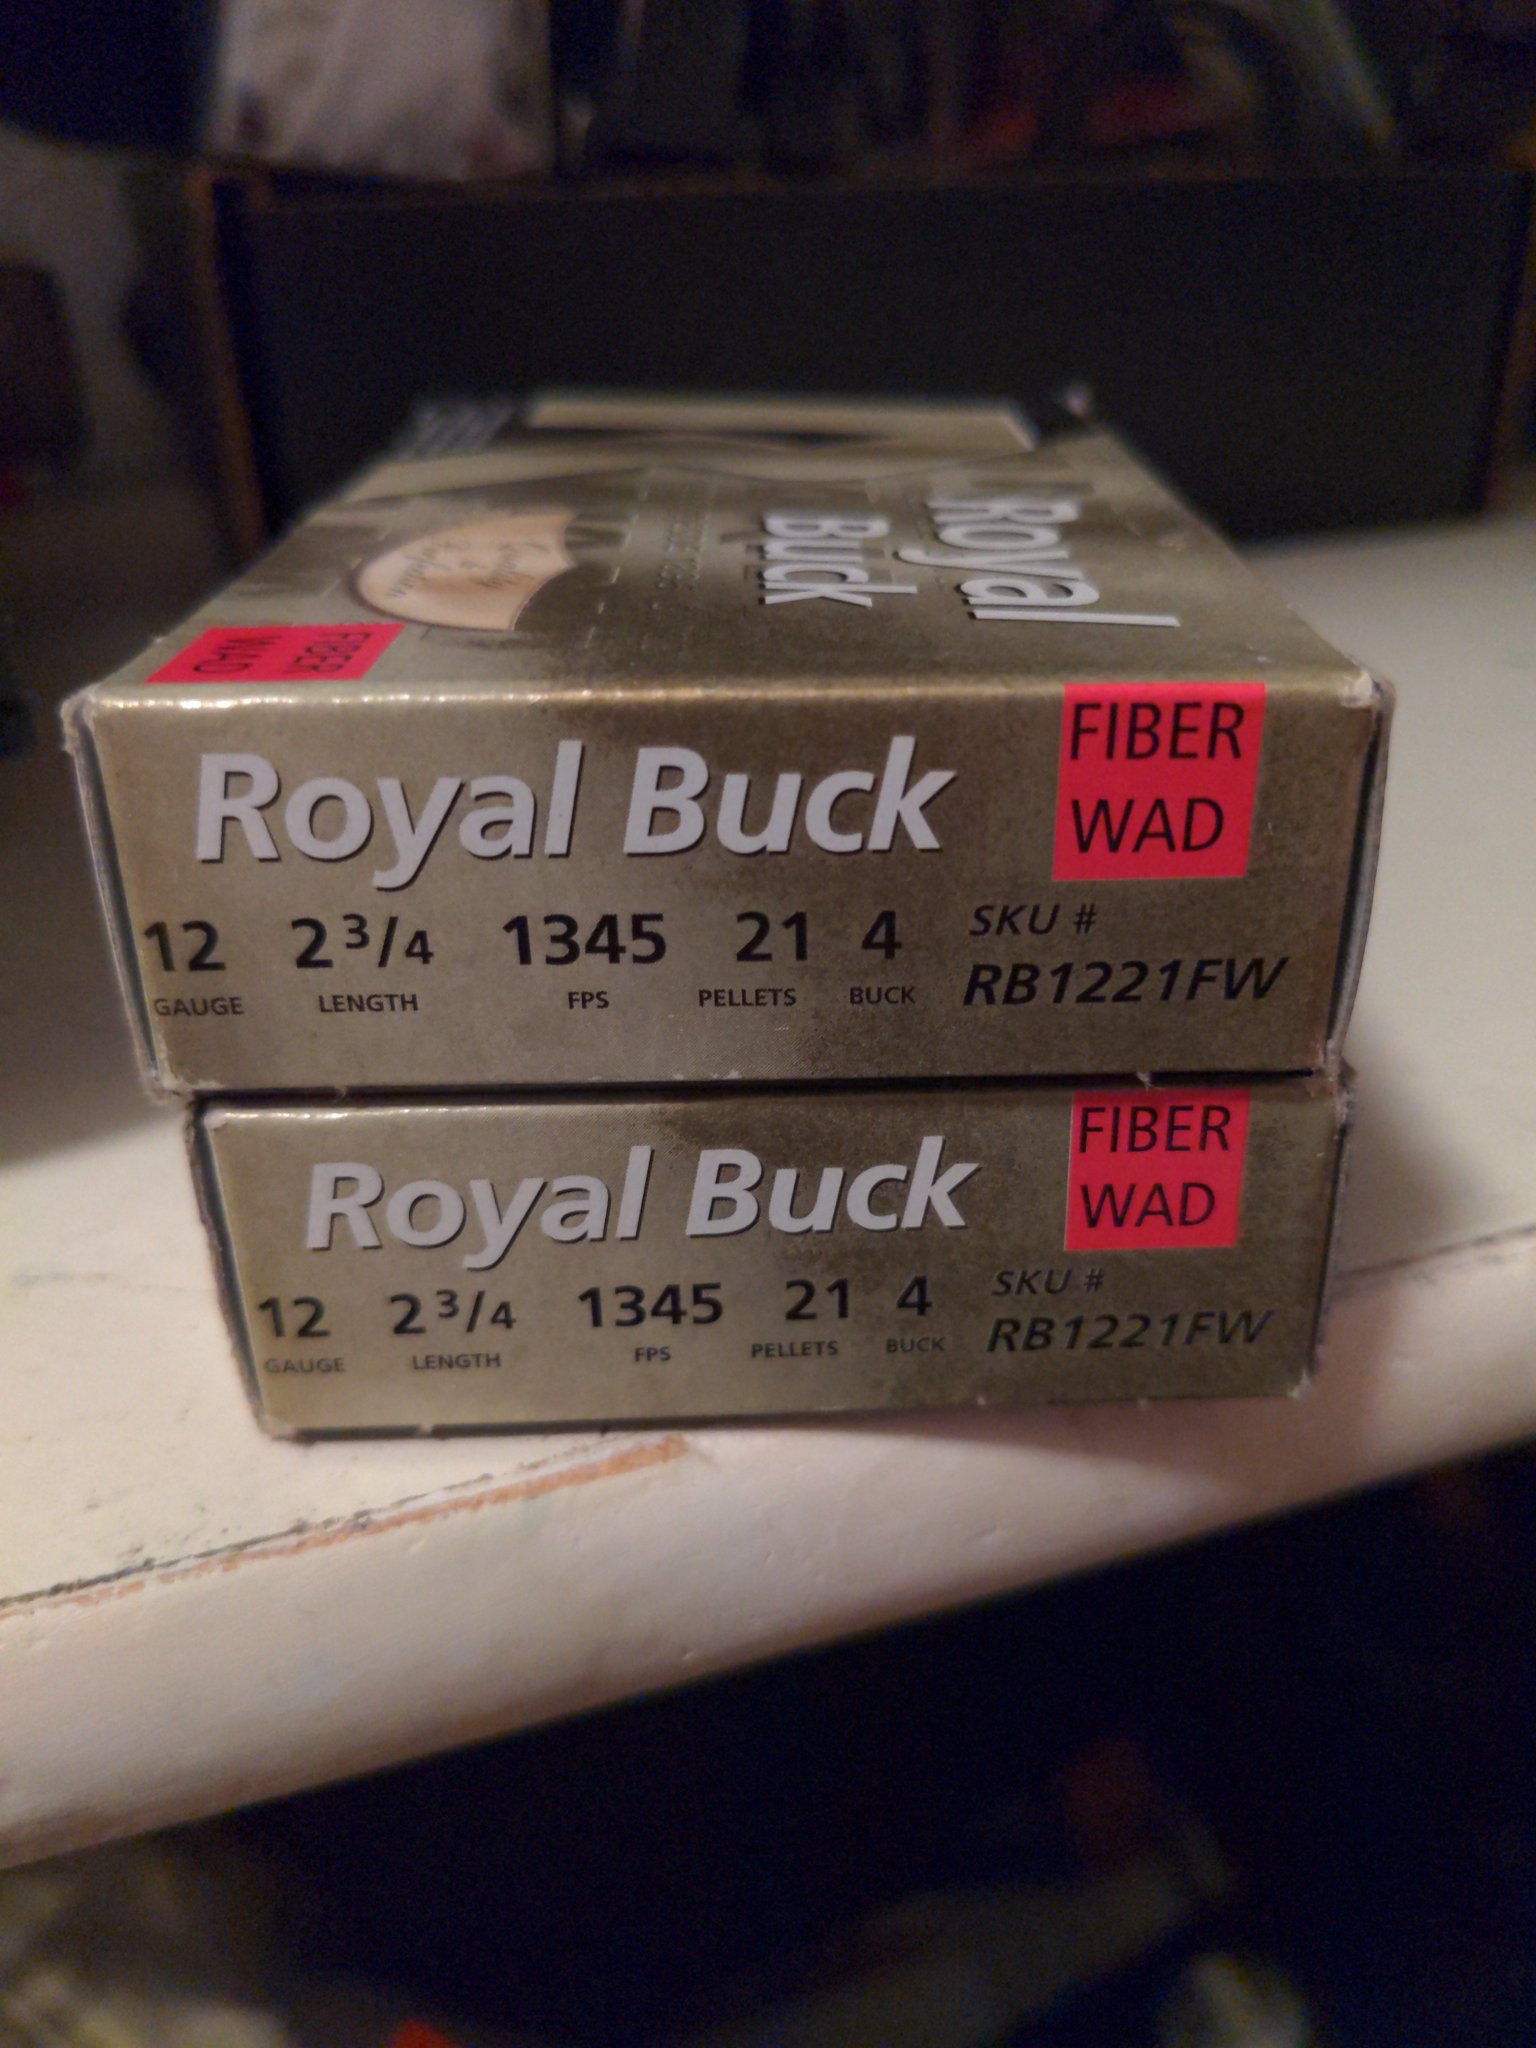 Royal
Buck
FIBER
WAD
Royal Buck
FIBER
WAD
12 2 3/4 1345 21 4 SKU #
GAUGE LENGTH FPS PELLETS BUCK RB1221FW
Royal Buck
FIBER
WAD
12 2 3/4 1345 21 4 SKU #
GAUGE LENGTH FPS PELLETS BUCK RB1221FW